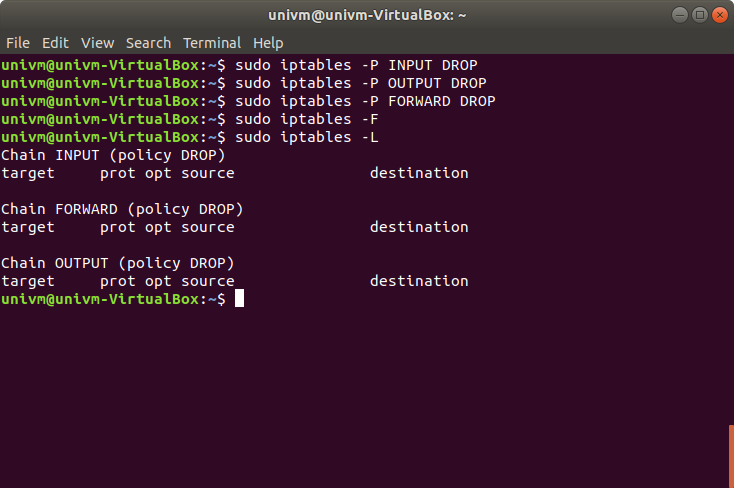 univm@univm-VirtualBox: ~
File Edit View Search Terminal Help
univm@univm-VirtualBox:~$ sudo iptables -P INPUT DROP
univm@univm-VirtualBox:~$ sudo iptables -P OUTPUT DROP
univm@univm-VirtualBox:~$ sudo iptables -P FORWARD DROP
univm@univm-VirtualBox:~$ sudo iptables -F
univm@univm-VirtualBox:~$ sudo iptables -L
Chain INPUT (policy DROP)
target     prot opt source               destination

Chain FORWARD (policy DROP)
target     prot opt source               destination

Chain OUTPUT (policy DROP)
target     prot opt source               destination
univm@univm-VirtualBox:~$